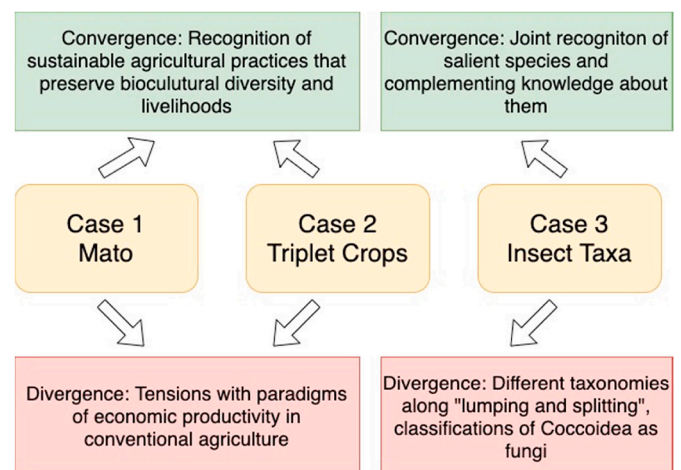 Convergence: Recognition of
sustainable agricultural practices that
preserve bioculutural diversity and
livelihoods
Convergence: Joint recogniton of
salient species and
complementing knowledge about
them
Case 1
Mato
Case 2
Triplet Crops
Case 3
Insect Taxa
Divergence: Tensions with paradigms
of economic productivity in
conventional agriculture
Divergence: Different taxonomies
along "lumping and splitting",
classifications of Coccoidea as
fungi